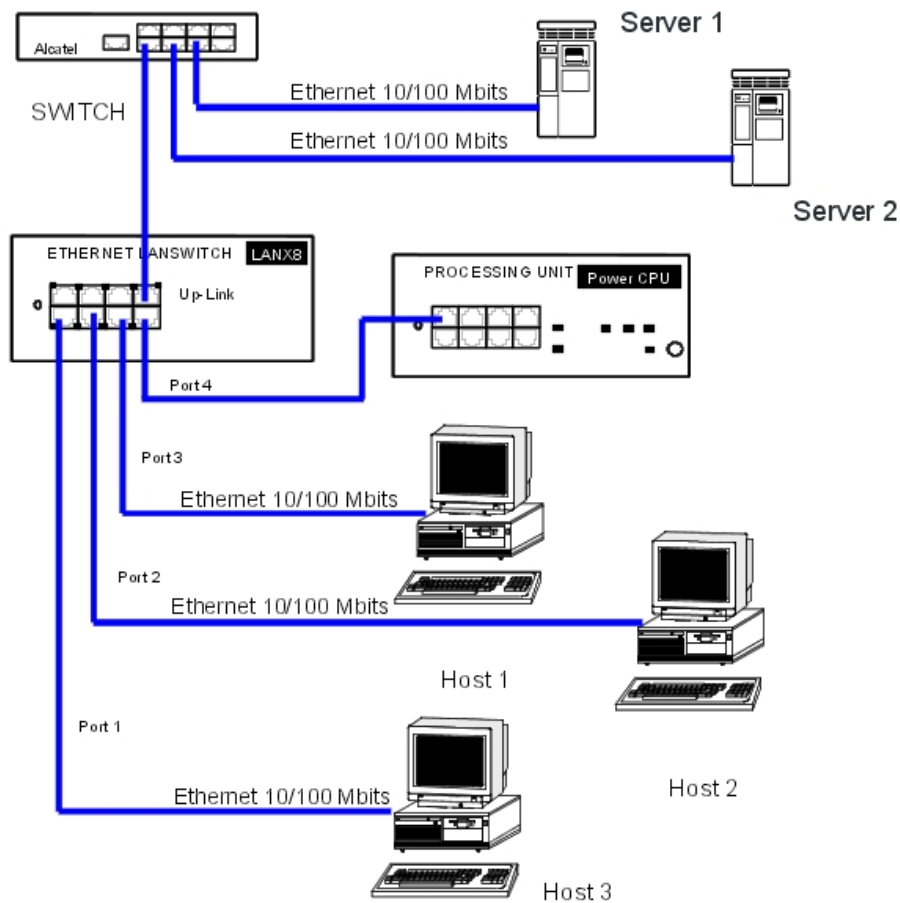 Server 1
Alcatel
SWITCH
Ethernet 10/100 Mbits
Ethernet 10/100 Mbits
Server 2
ETHERNET LANSWITCH
LANX8
Up-Link
PROCESSING UNIT
Power CPU
Port 4
Port 3
Ethernet 10/100 Mbits
Port 2
Ethernet 10/100 Mbits
Host 1
Port 1
Host 2
Ethernet 10/100 Mbits
Host 3